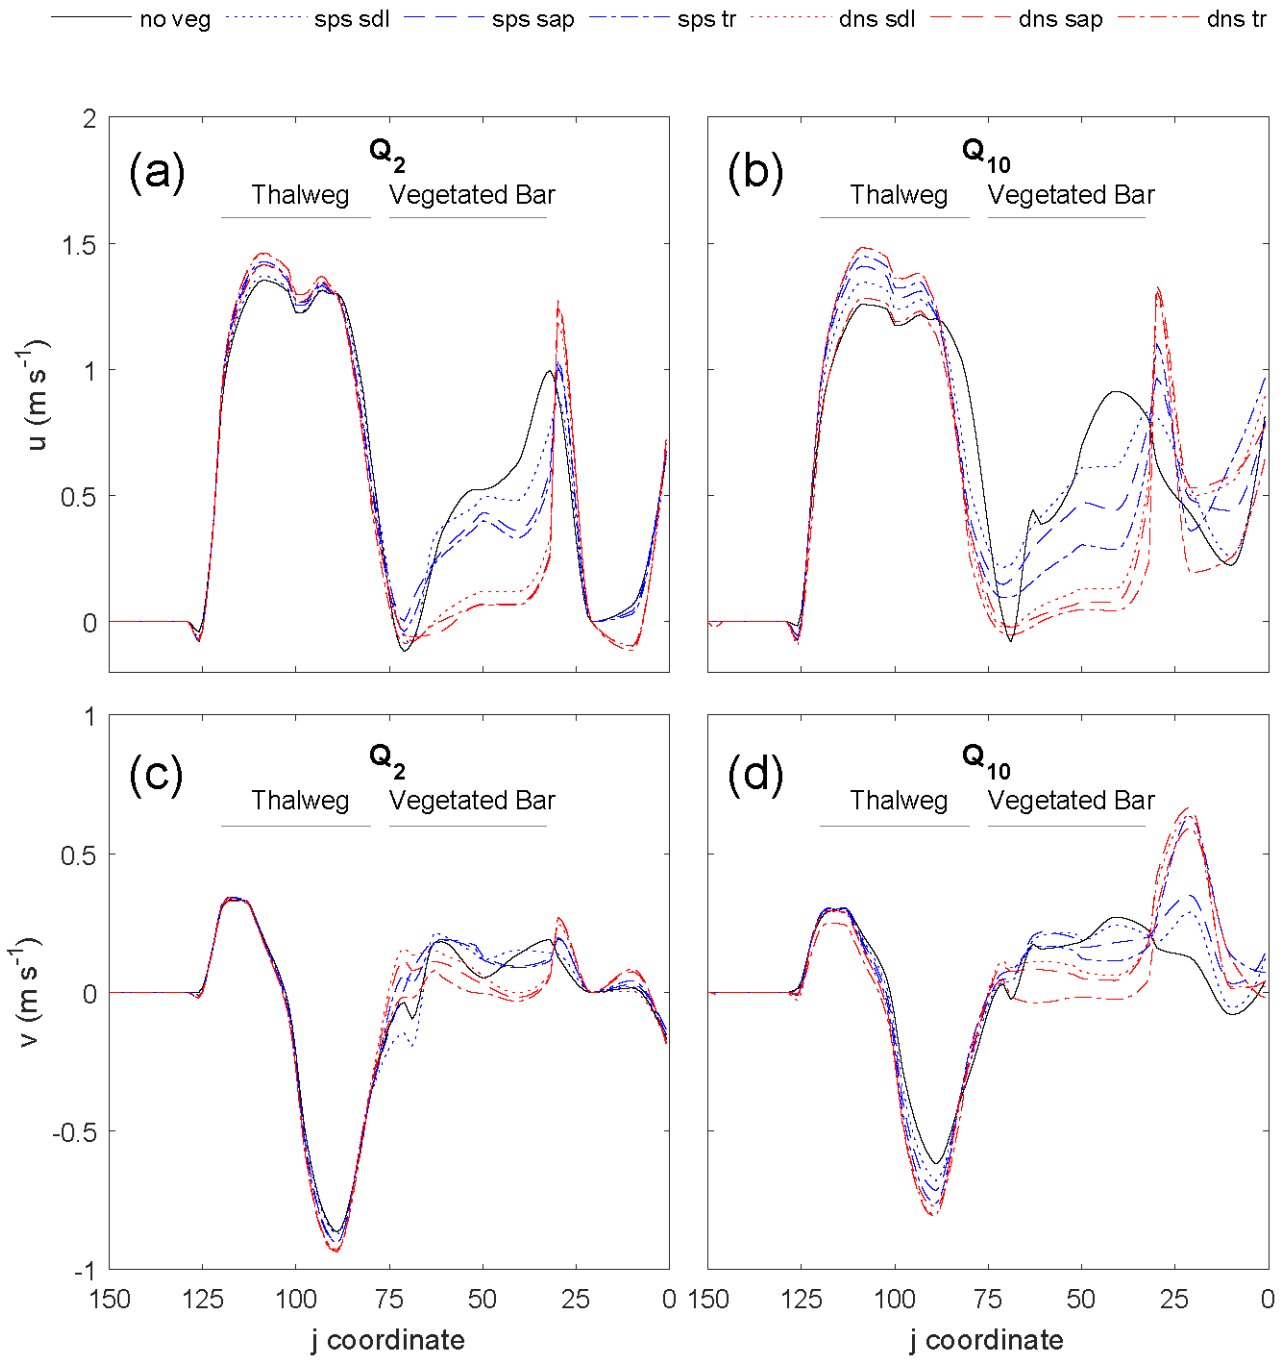 no veg sps sdl sps sap sps tr dns sdl dns sap dns tr
(a) Q2 Thalweg Vegetated Bar
(b) Q10 Thalweg Vegetated Bar
2
1.5
1
0.5
0
u (m s-1)
(c) Q2 Thalweg Vegetated Bar
(d) Q10 Thalweg Vegetated Bar
1
0.5
0
-0.5
-1
v (m s-1)
150 125 100 75 50 25 0
150 125 100 75 50 25 0
j coordinate
j coordinate